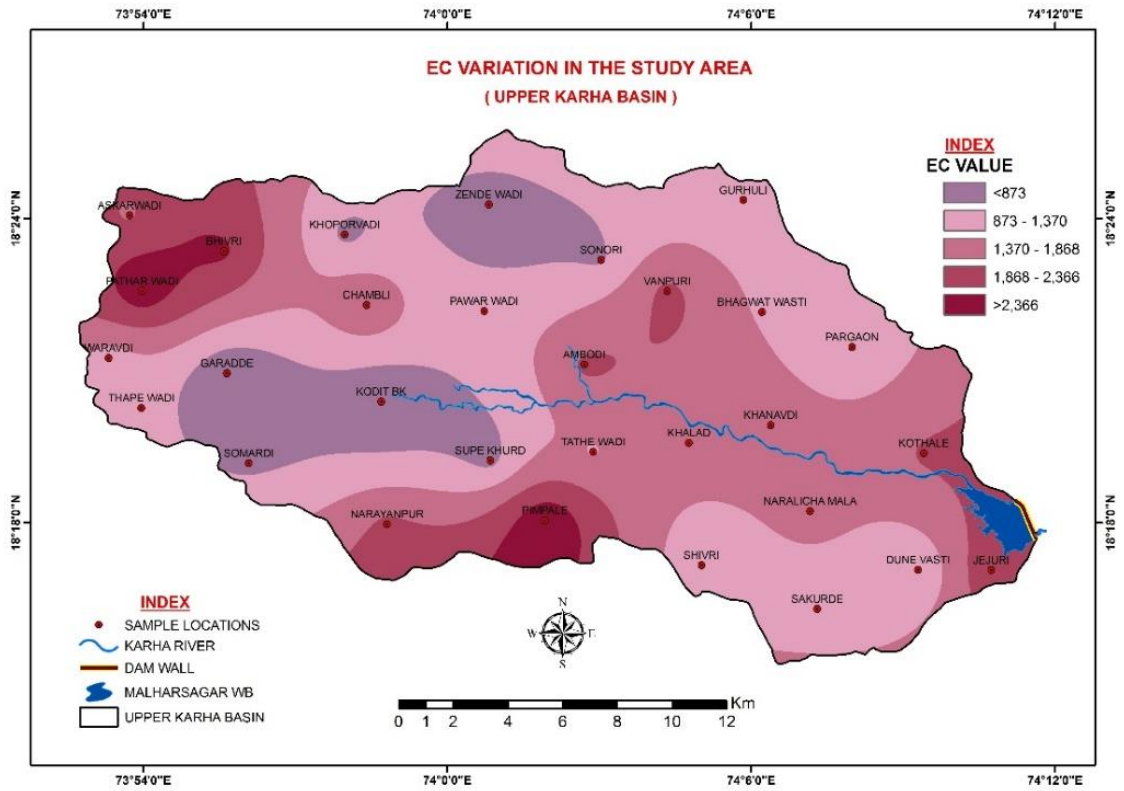 73°54'0"E 74°0'0"E 74°6'0"E 74°12'0"E
EC VARIATION IN THE STUDY AREA
( UPPER KARHA BASIN )
INDEX
EC VALUE
<873
873 - 1,370
1,370 - 1,868
1,868 - 2,366
>2,366
18°24'0"N
18°24'0"N
18°18'0"N
18°18'0"N
ASKARWADI
ZENDE WADI
GURHULI
KHOPORVADI
BHIVRI
SONORI
PATHAR WADI
CHAMBLI
PAWAR WADI
VANPURI
BHAGWAT WASTI
PARGAON
WARAVDI
GARADDE
AMBODI
THAPE WADI
KODIT BK
KHANAVDI
SOMARDI
SUPE KHURD
TATHE WADI
KHALAD
KOTHALE
NARAYANPUR
PIMPALE
NARALICHA MALA
SHIVRI
DUNE VASTI
JEJURI
SAKURDE
INDEX
SAMPLE LOCATIONS
KARHA RIVER
DAM WALL
MALHARSAGAR WB
UPPER KARHA BASIN
N
W E
S
Km
0 1 2 4 6 8 10 12
73°54'0"E 74°0'0"E 74°6'0"E 74°12'0"E